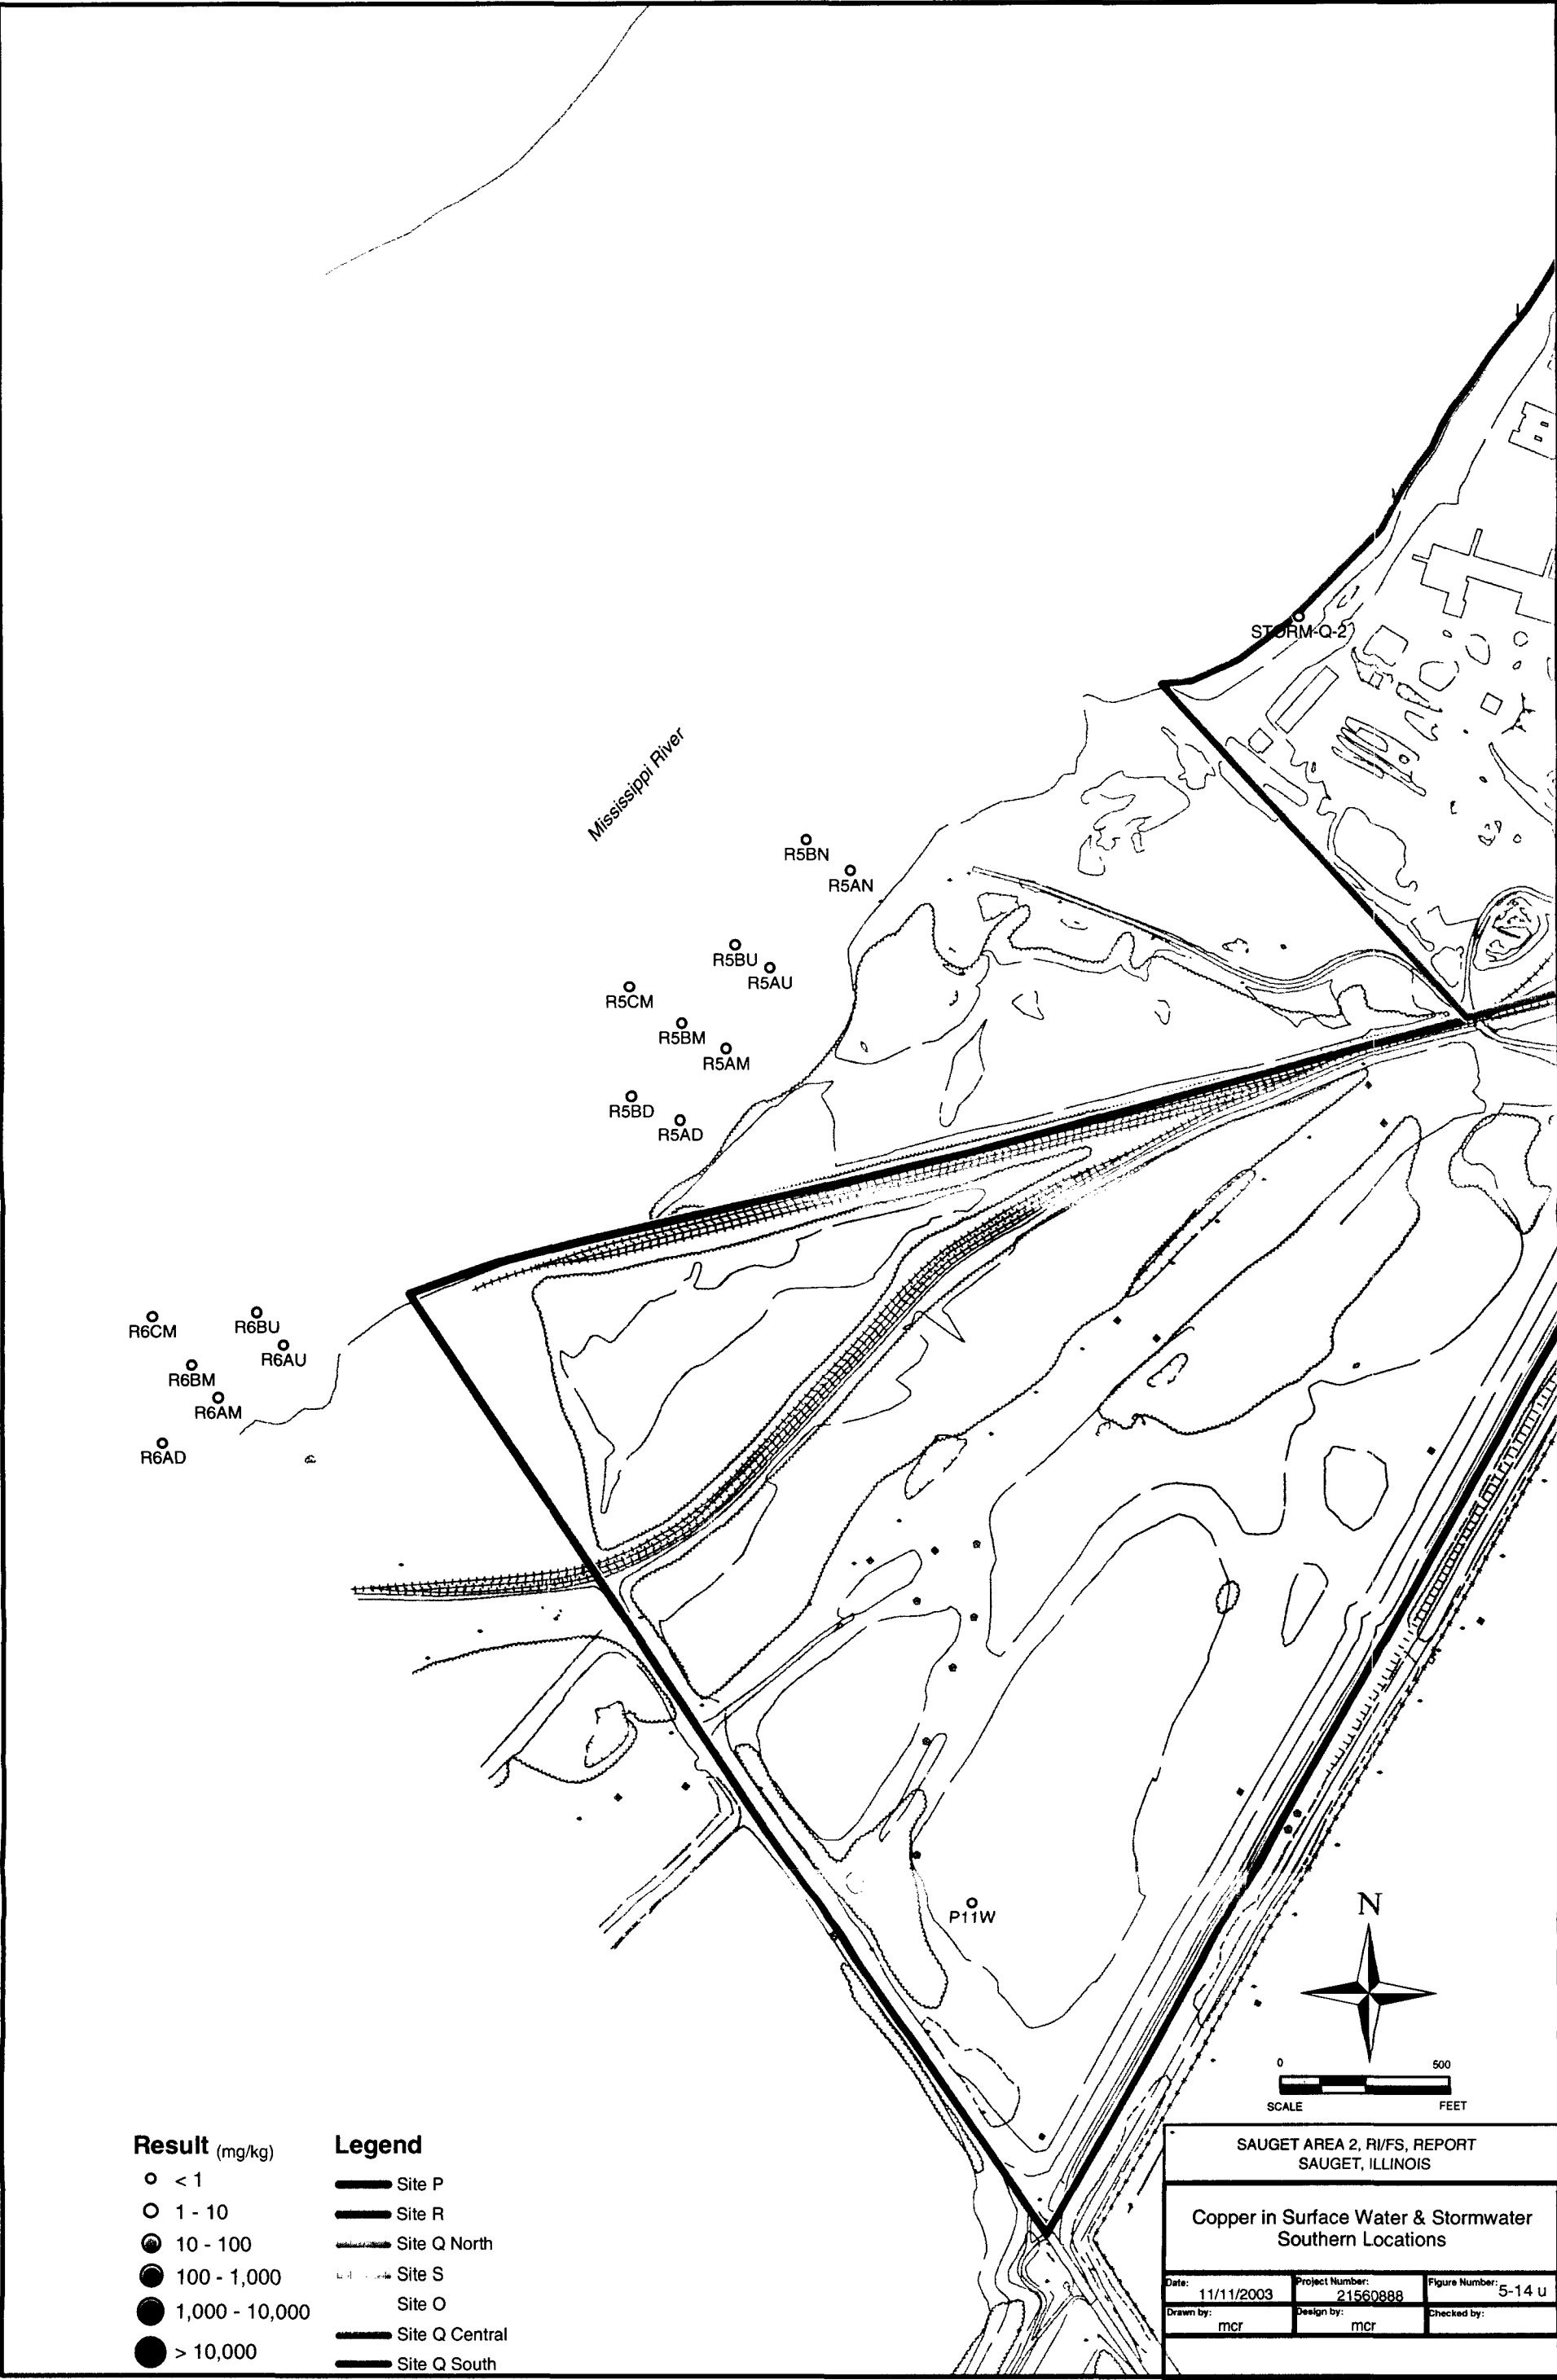 STORM-Q-2
Mississippi River
R5BN
R5AN
R5BU
R5AU
R5CM
R5BM
R5AM
R5BD
R5AD
R6CM
R6BU
R6AU
R6BM
R6AM
R6AD
P11W
N
0 500
SCALE FEET
Result (mg/kg)
< 1
1 - 10
10 - 100
100 - 1,000
1,000 - 10,000
> 10,000
Legend
Site P
Site R
Site Q North
Site S
Site O
Site Q Central
Site Q South
SAUGET AREA 2, RI/FS, REPORT
SAUGET, ILLINOIS
Copper in Surface Water & Stormwater
Southern Locations
Date: 11/11/2003
Project Number: 21560888
Figure Number: 5-14 u
Drawn by: mcr
Design by: mcr
Checked by: